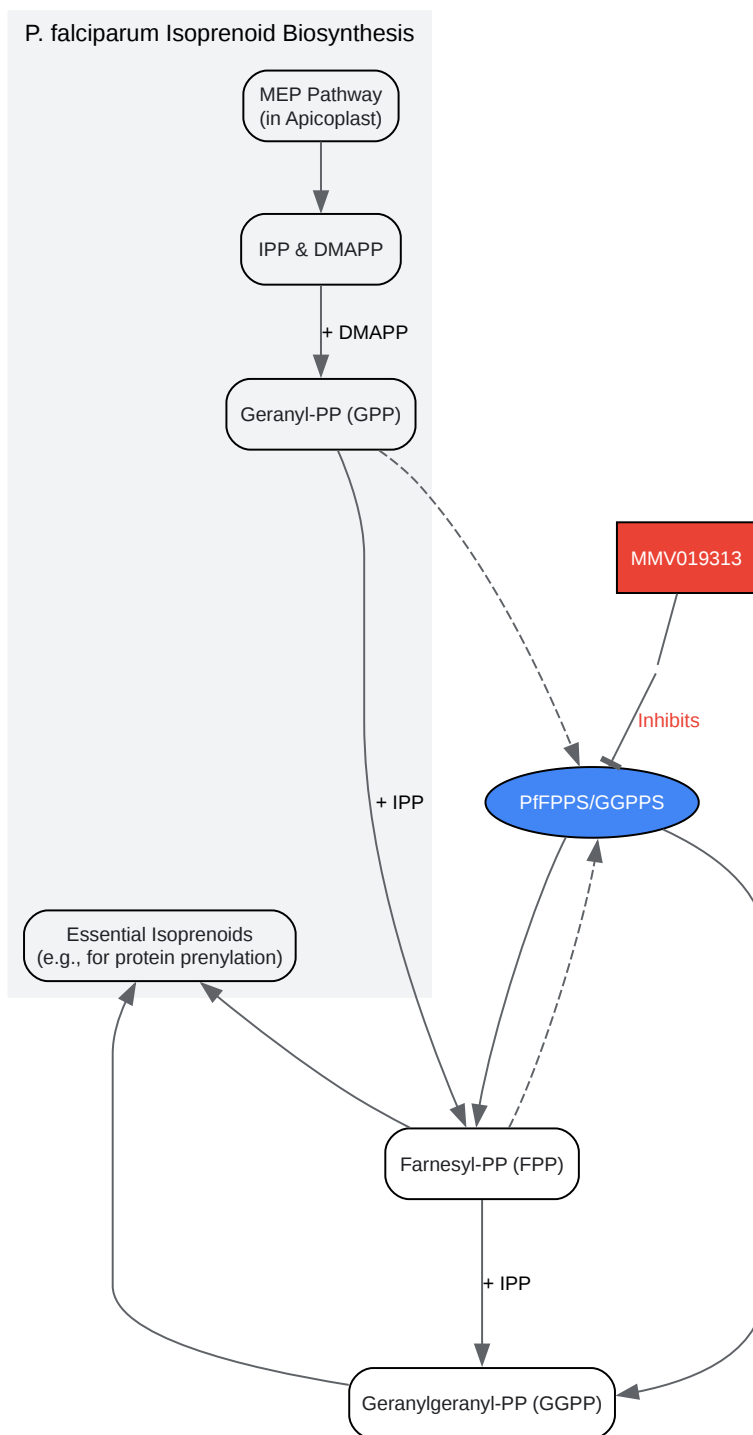 P. falciparum Isoprenoid Biosynthesis
MEP Pathway
(in Apicoplast)
IPP & DMAPP
+ DMAPP
Geranyl-PP (GPP)
MMV019313
Inhibits
PfFPPS/GGPPS
+ IPP
Essential Isoprenoids
(e.g., for protein prenylation)
Farnesyl-PP (FPP)
+ IPP
Geranylgeranyl-PP (GGPP)